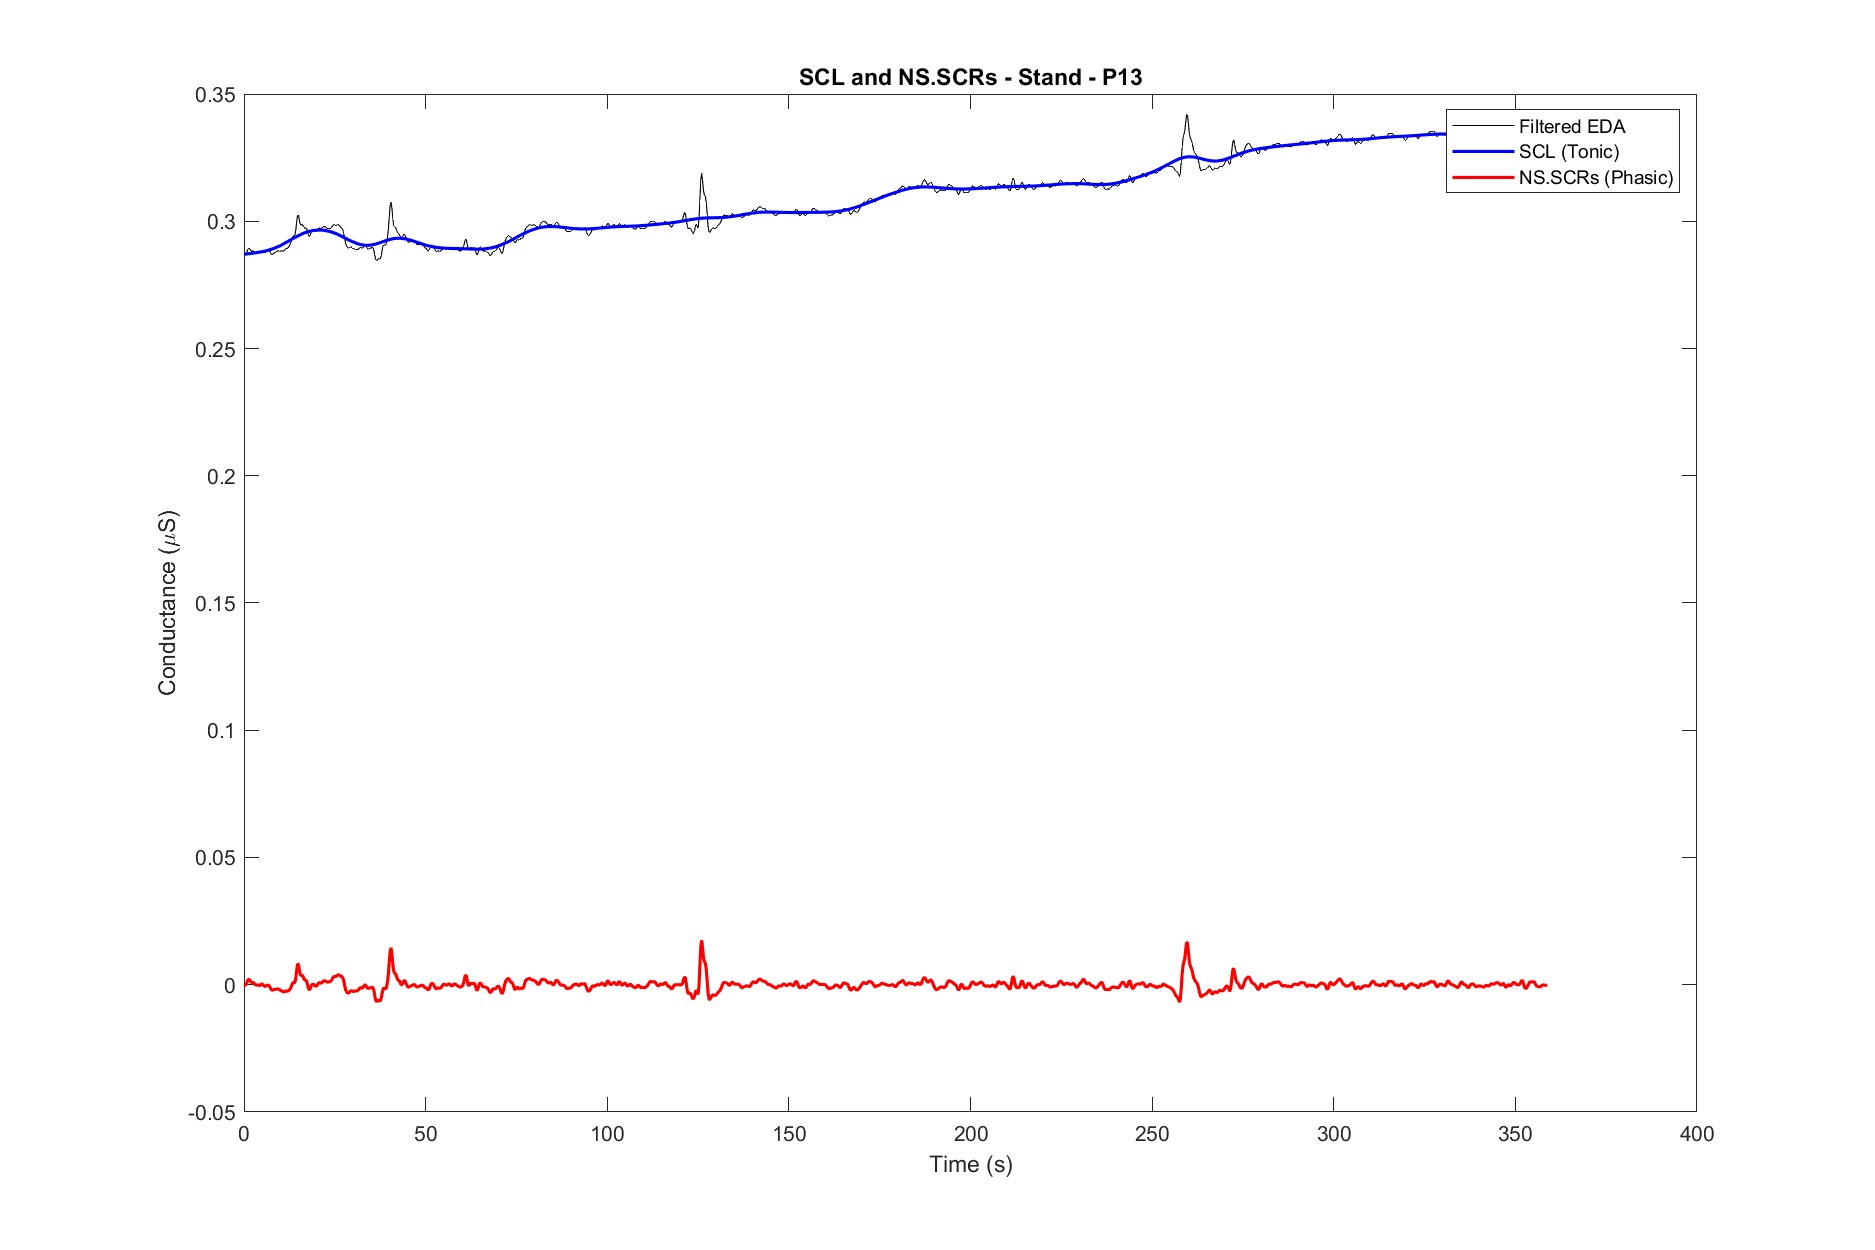 SCL and NS.SCRs - Stand - P13
0.35
0.3
0.25
0.2
0.15
0.1
0.05
0
-0.05
Conductance (μS)
Filtered EDA
SCL (Tonic)
NS.SCRs (Phasic)
0 50 100 150 200 250 300 350 400
Time (s)